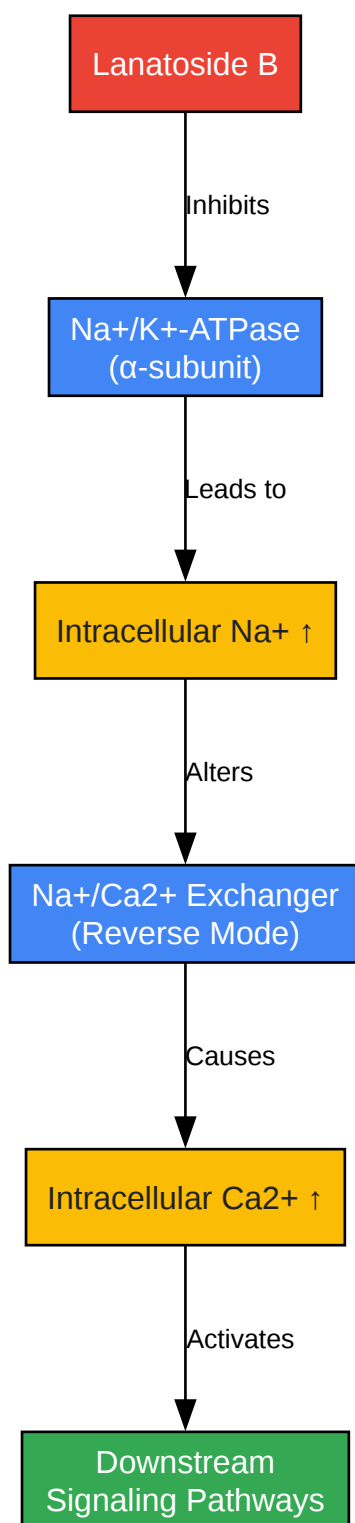 Lanatoside B
Inhibits
Na+/K+-ATPase
(α-subunit)
Leads to
Intracellular Na+ ↑
Alters
Na+/Ca2+ Exchanger
(Reverse Mode)
Causes
Intracellular Ca2+ ↑
Activates
Downstream
Signaling Pathways